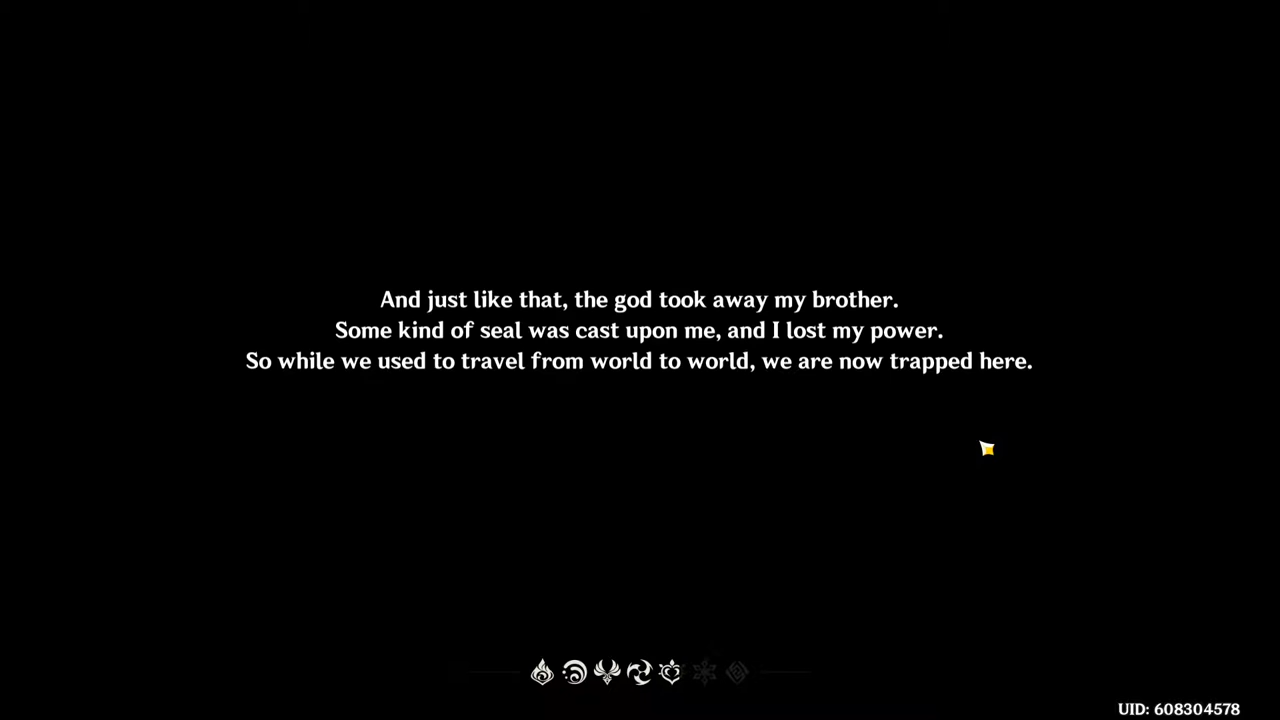 And just like that, the god took away my brother.
Some kind of seal was cast upon me, and I lost my power.
So while we used to travel from world to world, we are now trapped here.
UID: 608304578